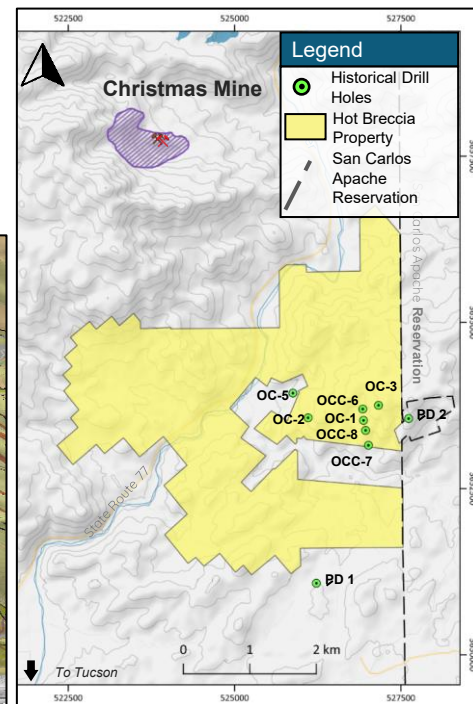 522500 525000 527500
Legend
Historical Drill
Holes
Hot Breccia
Property
San Carlos
Apache
Reservation
Christmas Mine
Carlos Apache Reservation
OC-5
OC-3
OCC-6
OC-2
OC-1
PD 2
OCC-8
OCC-7
State Route 77
PD 1
0 1 2 km
To Tucson
522500 525000 527500